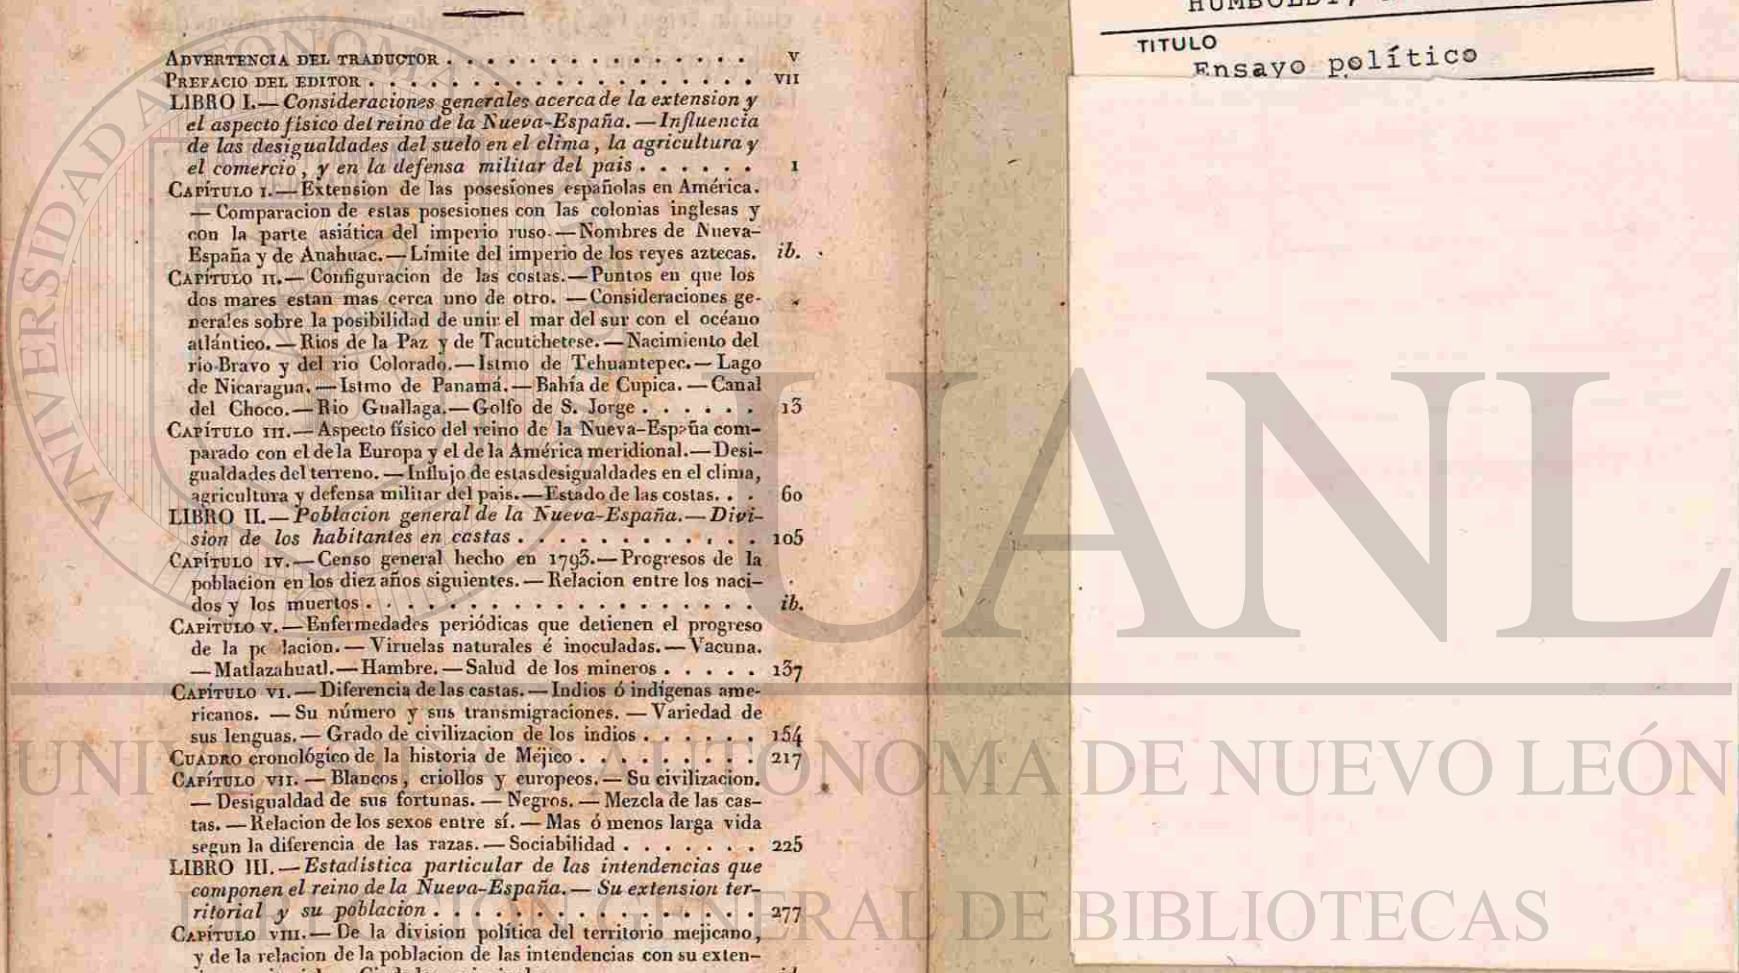 ADVERTENCIA DEL TRADUCTOR . . . . . . . . . . . . . . . V
PREFACIO DEL EDITOR . . . . . . . . . . . . . . . . . . . VII
LIBRO I.—Consideraciones generales acerca de la extension y
el aspecto físico del reino de la Nueva-España.—Influencia
de las desigualdades del suelo en el clima, la agricultura y
el comercio, y en la defensa militar del pais . . . . . . 1
CAPÍTULO I.—Extension de las posesiones españolas en América.
— Comparacion de estas posesiones con las colonias inglesas y
con la parte asiática del imperio ruso.—Nombres de Nueva-
España y de Anahuac.—Límite del imperio de los reyes aztecas. ib.
CAPÍTULO II.— Configuracion de las costas.—Puntos en que los
dos mares estan mas cerca uno de otro. —Consideraciones ge-
nerales sobre la posibilidad de unir el mar del sur con el océano
atlántico. —Rios de la Paz y de Tacutchetese.—Nacimiento del
rio Bravo y del rio Colorado.—Istmo de Tehuantepec.— Lago
de Nicaragua.—Istmo de Panamá.—Bahía de Cupica.—Canal
del Choco.—Rio Guallaga.—Golfo de S. Jorge . . . . . . 13
CAPÍTULO III.—Aspecto físico del reino de la Nueva-España com-
parado con el de la Europa y el de la América meridional.—Desi-
gualdades del terreno. —Influjo de estas desigualdades en el clima,
agricultura y defensa militar del pais.—Estado de las costas. . . 60
LIBRO II.—Poblacion general de la Nueva-España.—Divi-
sion de los habitantes en castas . . . . . . . . . . . . 105
CAPÍTULO IV.—Censo general hecho en 1793.—Progresos de la
poblacion en los diez años siguientes.—Relacion entre los naci-
dos y los muertos . . . . . . . . . . . . . . . . . . ib.
CAPÍTULO V.—Enfermedades periódicas que detienen el progreso
de la po lacion.— Viruelas naturales é inoculadas.—Vacuna.
—Matlazahuatl.—Hambre.—Salud de los mineros . . . . . 137
CAPÍTULO VI.—Diferencia de las castas.—Indios ó indígenas ame-
ricanos. —Su número y sus transmigraciones. —Variedad de
sus lenguas.— Grado de civilizacion de los indios . . . . . . 154
CUADRO cronológico de la historia de Méjico . . . . . . . . . 217
CAPÍTULO VII. — Blancos, criollos y europeos.— Su civilizacion.
— Desigualdad de sus fortunas. — Negros. — Mezcla de las cas-
tas. —Relacion de los sexos entre sí. — Mas ó menos larga vida
segun la diferencia de las razas. — Sociabilidad . . . . . . . 225
LIBRO III.—Estadística particular de las intendencias que
componen el reino de la Nueva-España.— Su extension ter-
ritorial y su poblacion . . . . . . . . . . . . . . . . 277
CAPÍTULO VIII.— De la division política del territorio mejicano,
y de la relacion de la poblacion de las intendencias con su exten-
HUMBOLDT,
TITULO
Ensayo político
UANL
UNIVERSIDAD AUTÓNOMA DE NUEVO LEÓN
DIRECCIÓN GENERAL DE BIBLIOTECAS